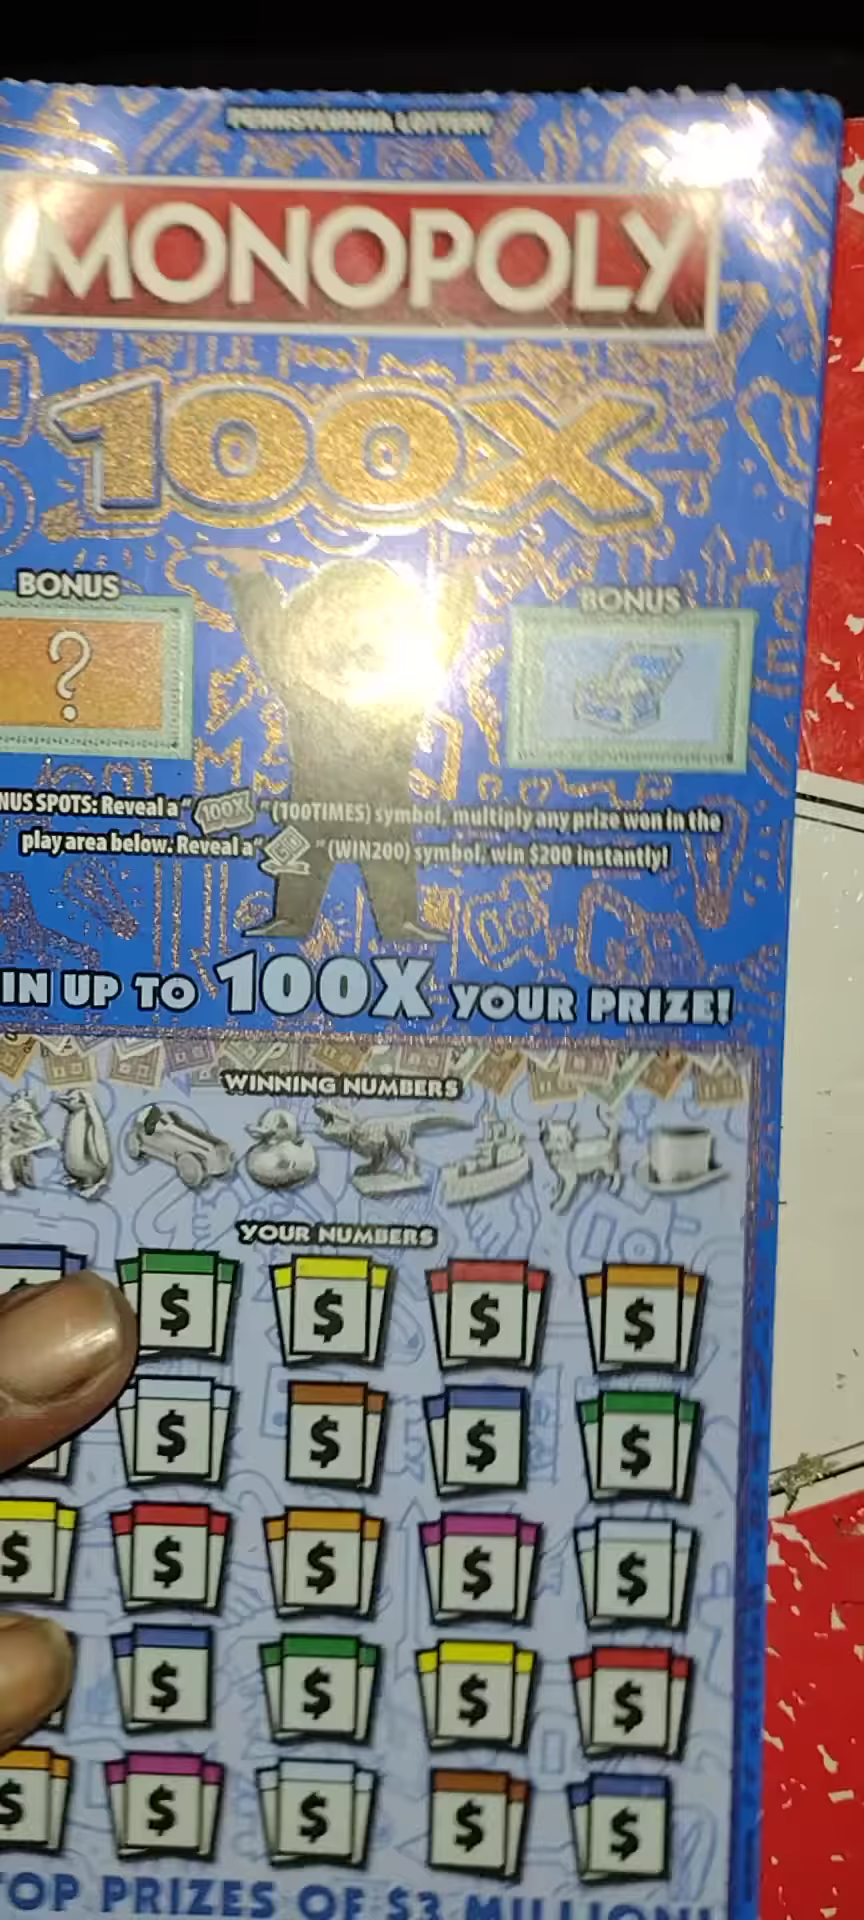 PENNSYLVANIA LOTTERY
MONOPOLY
100X
BONUS
BONUS
?
NUS SPOTS: Reveal a " 100X " (100TIMES) symbol, multiply any prize won in the
play area below. Reveal a " " (WIN200) symbol, win $200 instantly!
IN UP TO 100X YOUR PRIZE!
WINNING NUMBERS
YOUR NUMBERS
$ $ $ $
$ $ $ $
$ $ $ $ $
$ $ $ $
$ $ $ $ $
TOP PRIZES OF $3 MILLION!